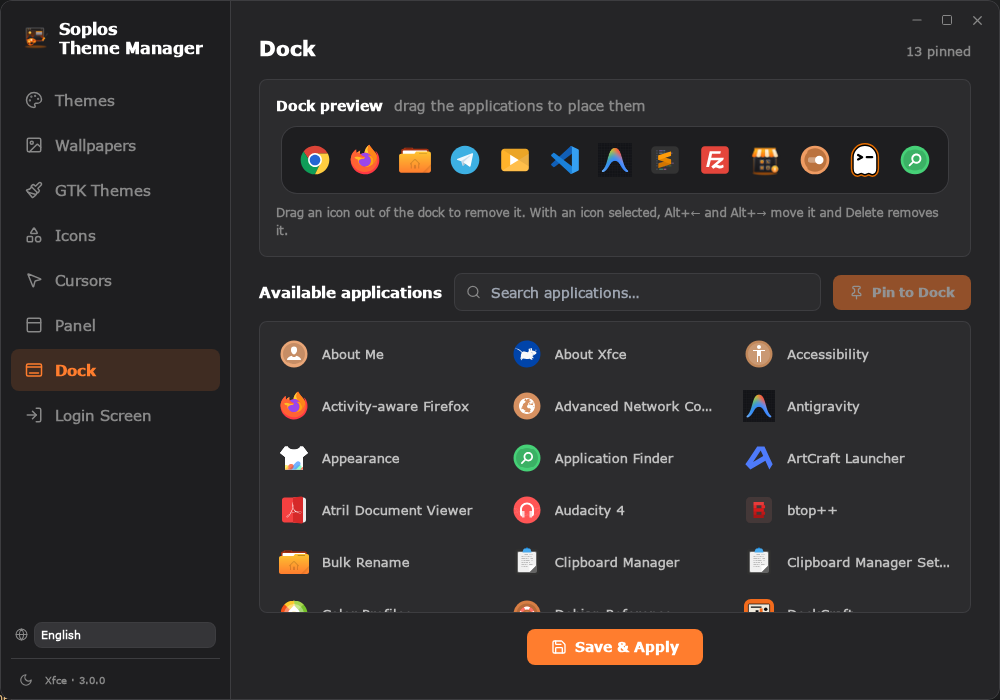 Soplos
Theme Manager
Themes
Wallpapers
GTK Themes
Icons
Cursors
Panel
Dock
Login Screen
English
Xfce • 3.0.0
Dock
13 pinned
Dock preview drag the applications to place them
Drag an icon out of the dock to remove it. With an icon selected, Alt+← and Alt+→ move it and Delete removes
it.
Available applications
Search applications...
Pin to Dock
About Me
About Xfce
Accessibility
Activity-aware Firefox
Advanced Network Co...
Antigravity
Appearance
Application Finder
ArtCraft Launcher
Atril Document Viewer
Audacity 4
btop++
Bulk Rename
Clipboard Manager
Clipboard Manager Set...
Save & Apply